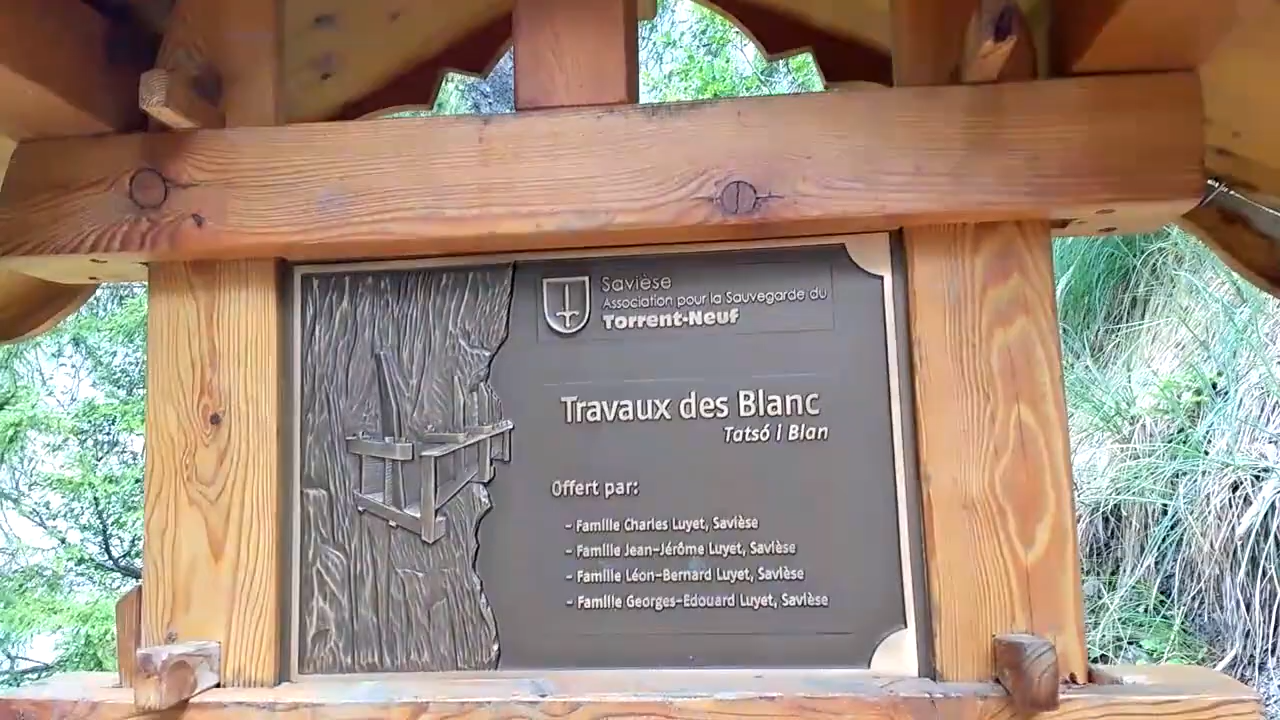 Savièse
Association pour la Sauvegarde du
Torrent-Neuf
Travaux des Blanc
Tatsó i Blan
Offert par:
- Famille Charles Luyet, Savièse
- Famille Jean-Jérôme Luyet, Savièse
- Famille Léon-Bernard Luyet, Savièse
- Famille Georges-Edouard Luyet, Savièse